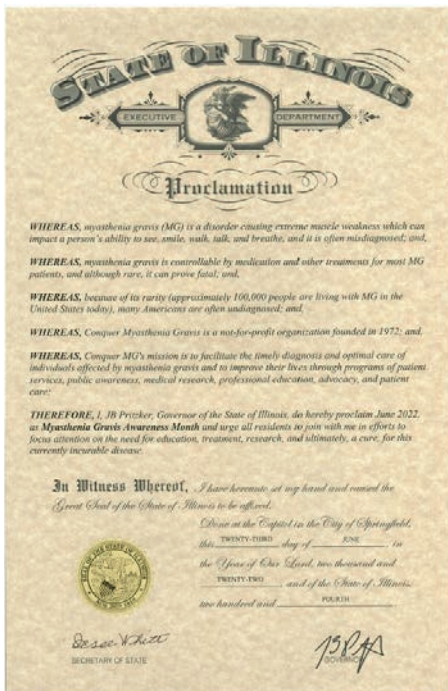 STATE OF ILLINOIS
EXECUTIVE DEPARTMENT
Proclamation
WHEREAS, myasthenia gravis (MG) is a disorder causing extreme muscle weakness which can
impact a person's ability to see, smile, walk, talk, and breathe, and it is often misdiagnosed; and,
WHEREAS, myasthenia gravis is controllable by medication and other treatments for most MG
patients, and although rare, it can prove fatal; and,
WHEREAS, because of its rarity (approximately 100,000 people are living with MG in the
United States today), many Americans are often undiagnosed; and,
WHEREAS, Conquer Myasthenia Gravis is a not-for-profit organization founded in 1972; and,
WHEREAS, Conquer MG's mission is to facilitate the timely diagnosis and optimal care of
individuals affected by myasthenia gravis and to improve their lives through programs of patient
services, public awareness, medical research, professional education, advocacy, and patient
care;
THEREFORE, I, JB Pritzker, Governor of the State of Illinois, do hereby proclaim June 2022,
as Myasthenia Gravis Awareness Month and urge all residents to join with me in efforts to
focus attention on the need for education, treatment, research, and ultimately, a cure, for this
currently incurable disease.
In Witness Whereof, I have hereunto set my hand and caused the
Great Seal of the State of Illinois to be affixed.
Done at the Capitol in the City of Springfield,
this TWENTY-THIRD day of JUNE in
the Year of Our Lord, two thousand and
TWENTY-TWO and of the State of Illinois,
two hundred and FOURTH
Jesse White
SECRETARY OF STATE
GOVERNOR